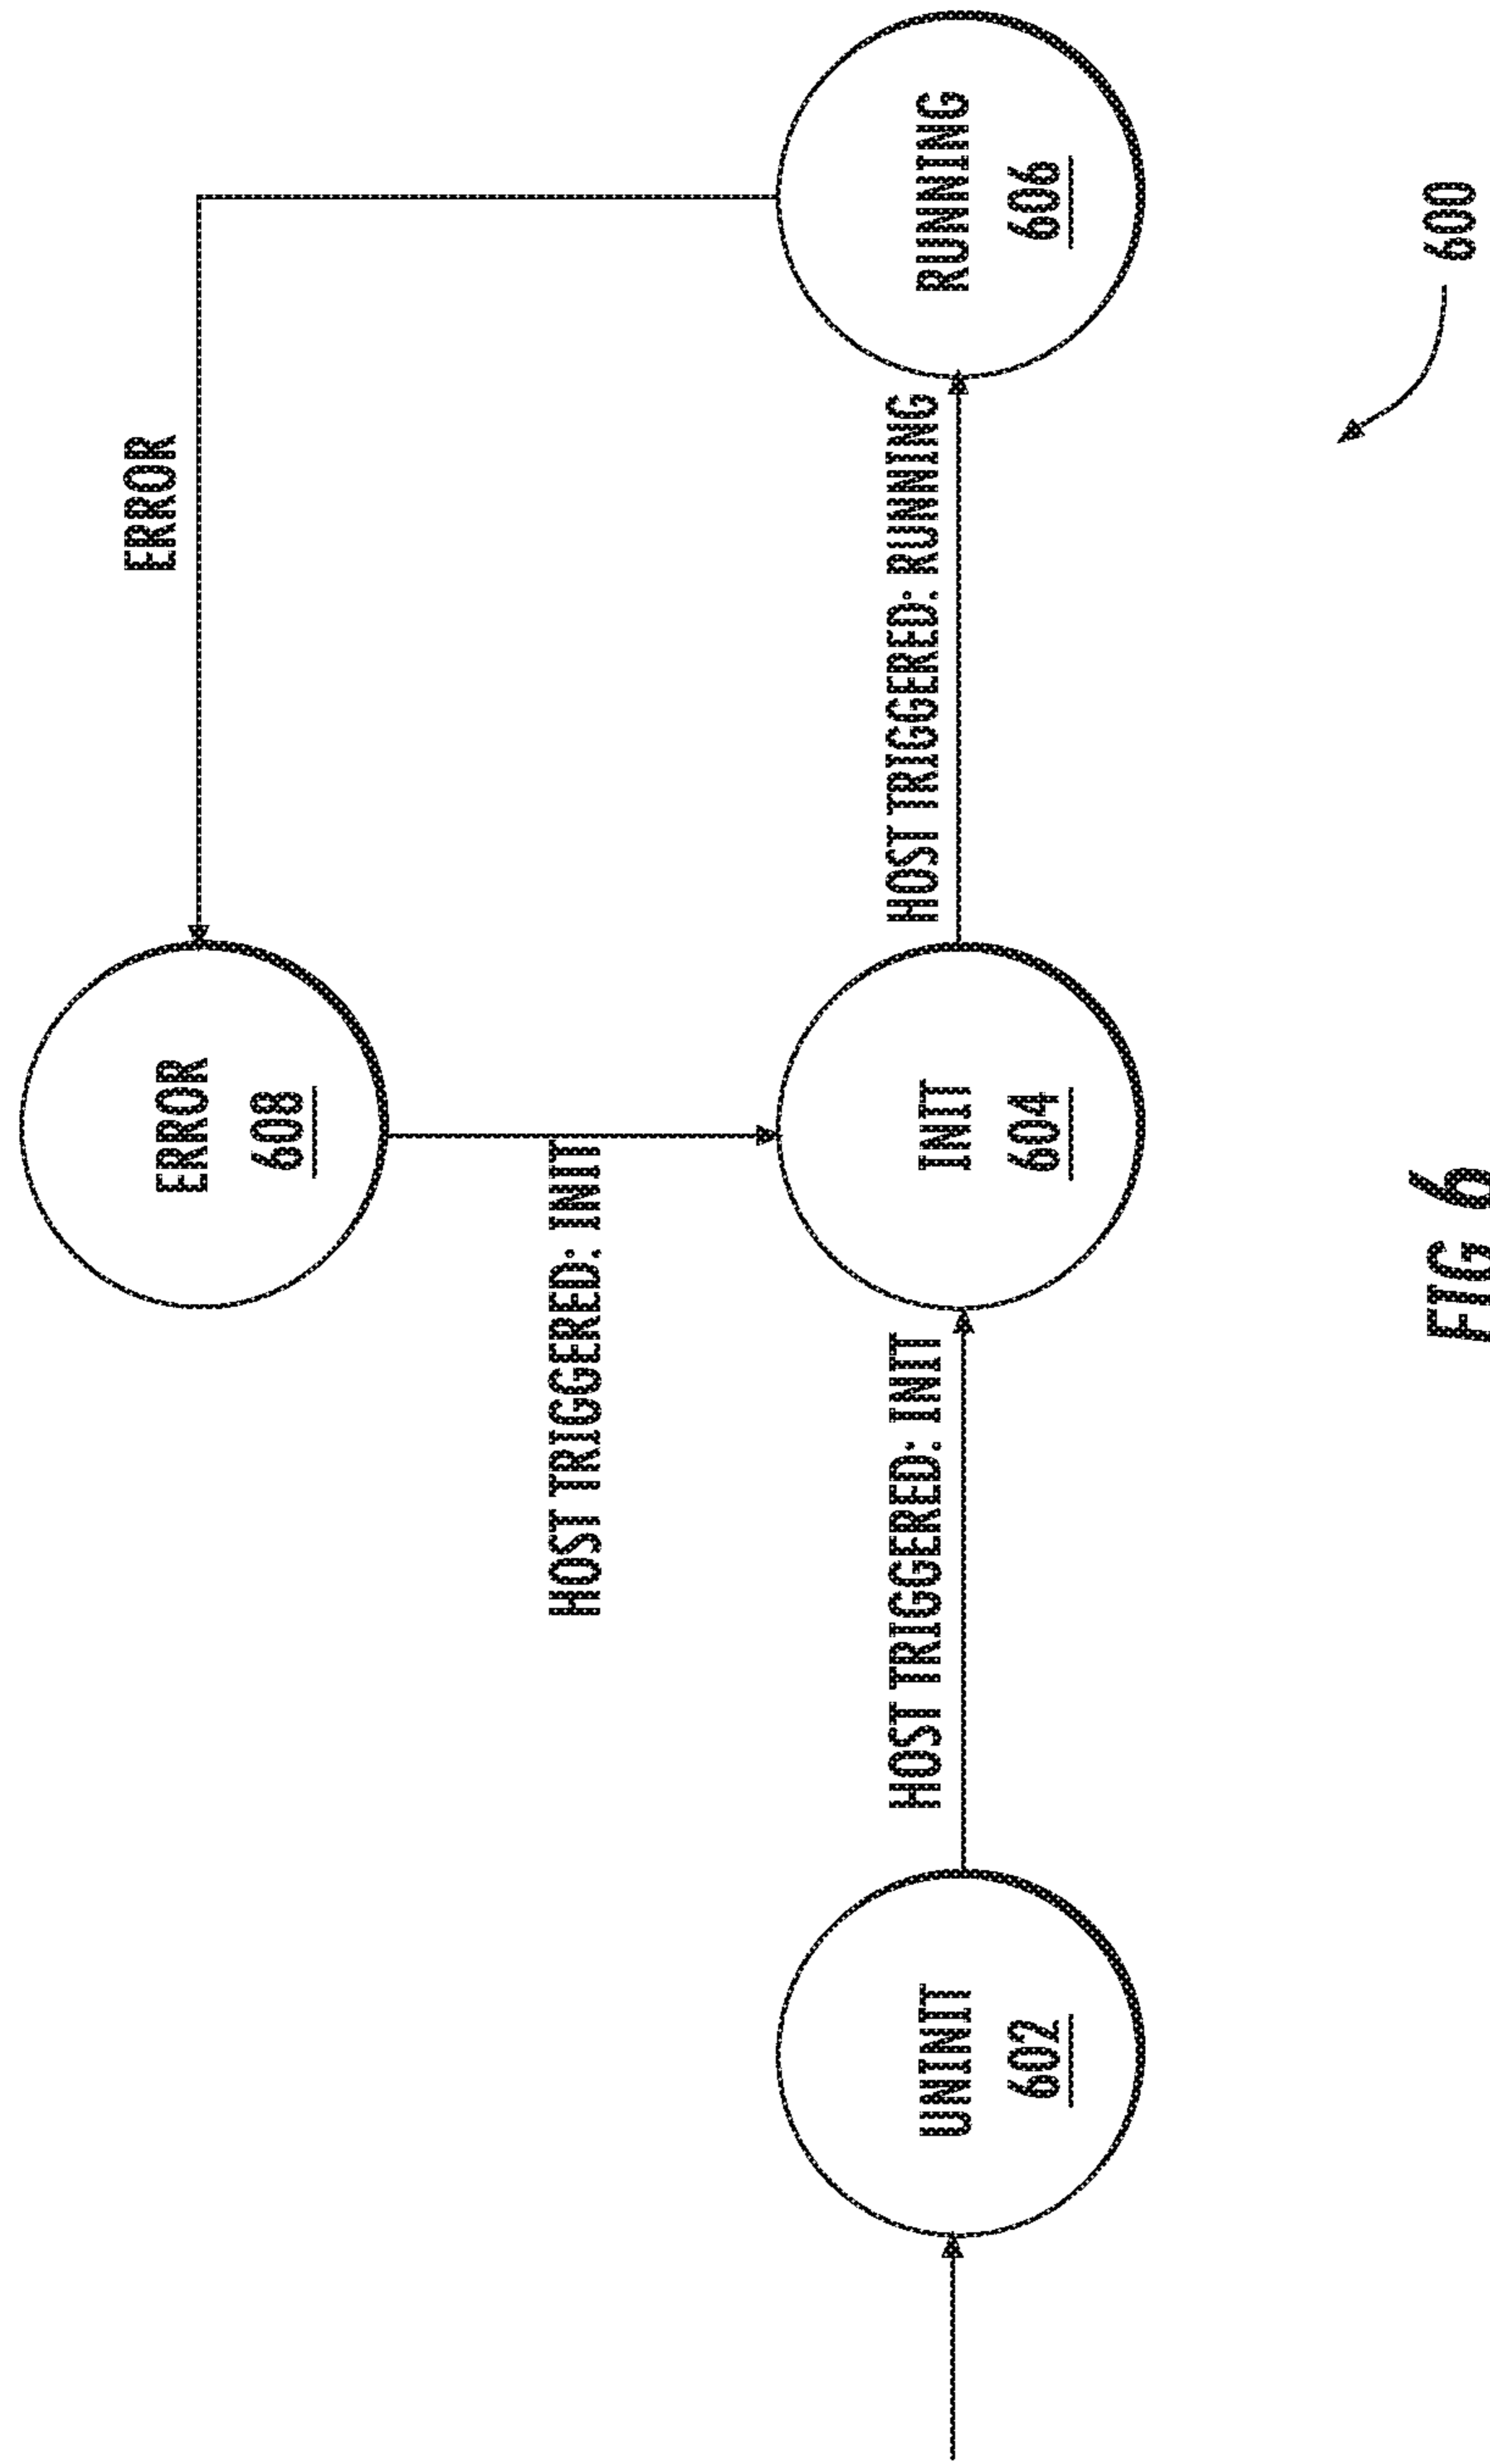 ERROR
ERROR
608
HOST TRIGGERED: INIT
HOST TRIGGERED: INIT
HOST TRIGGERED: RUNNING
UNINIT
602
INIT
604
RUNNING
606
600
FIG 6